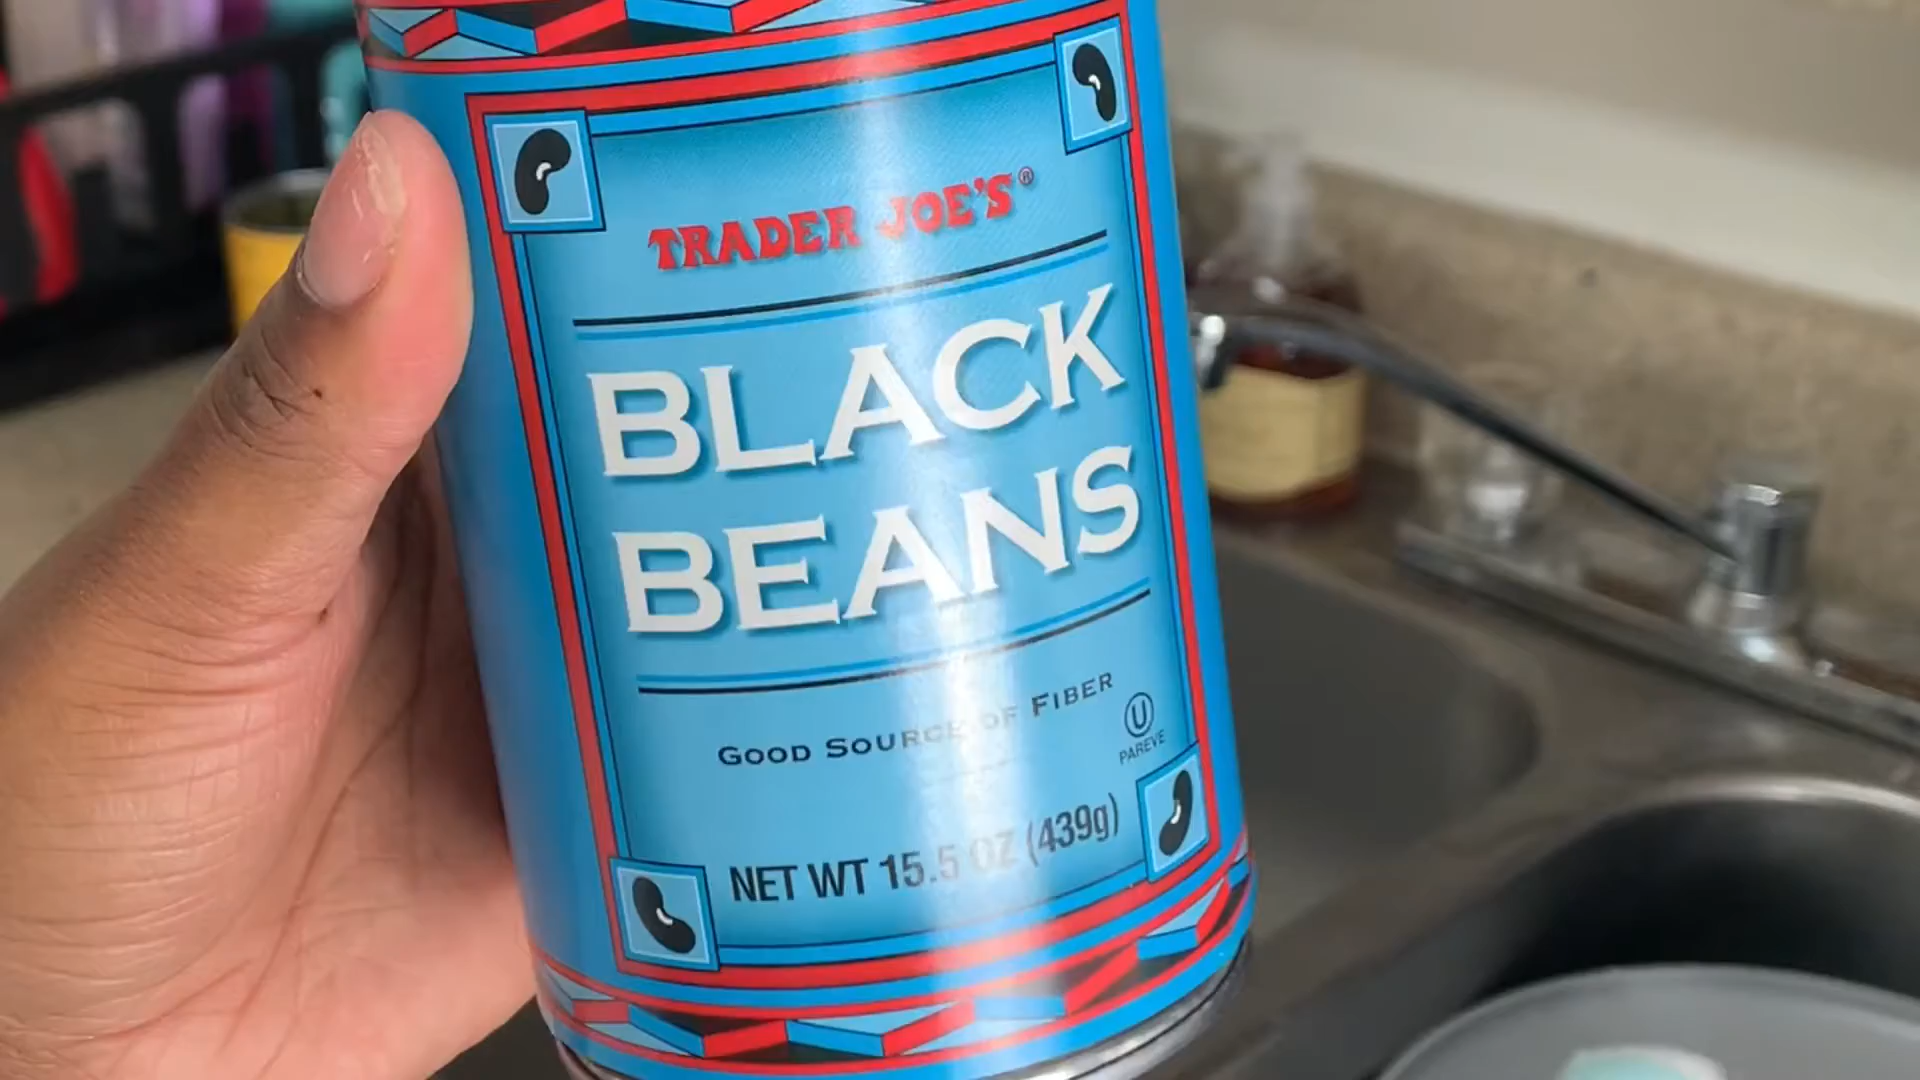 TRADER JOE'S®
BLACK
BEANS
GOOD SOURCE OF FIBER
U
PAREVE
NET WT 15.5 OZ (439g)